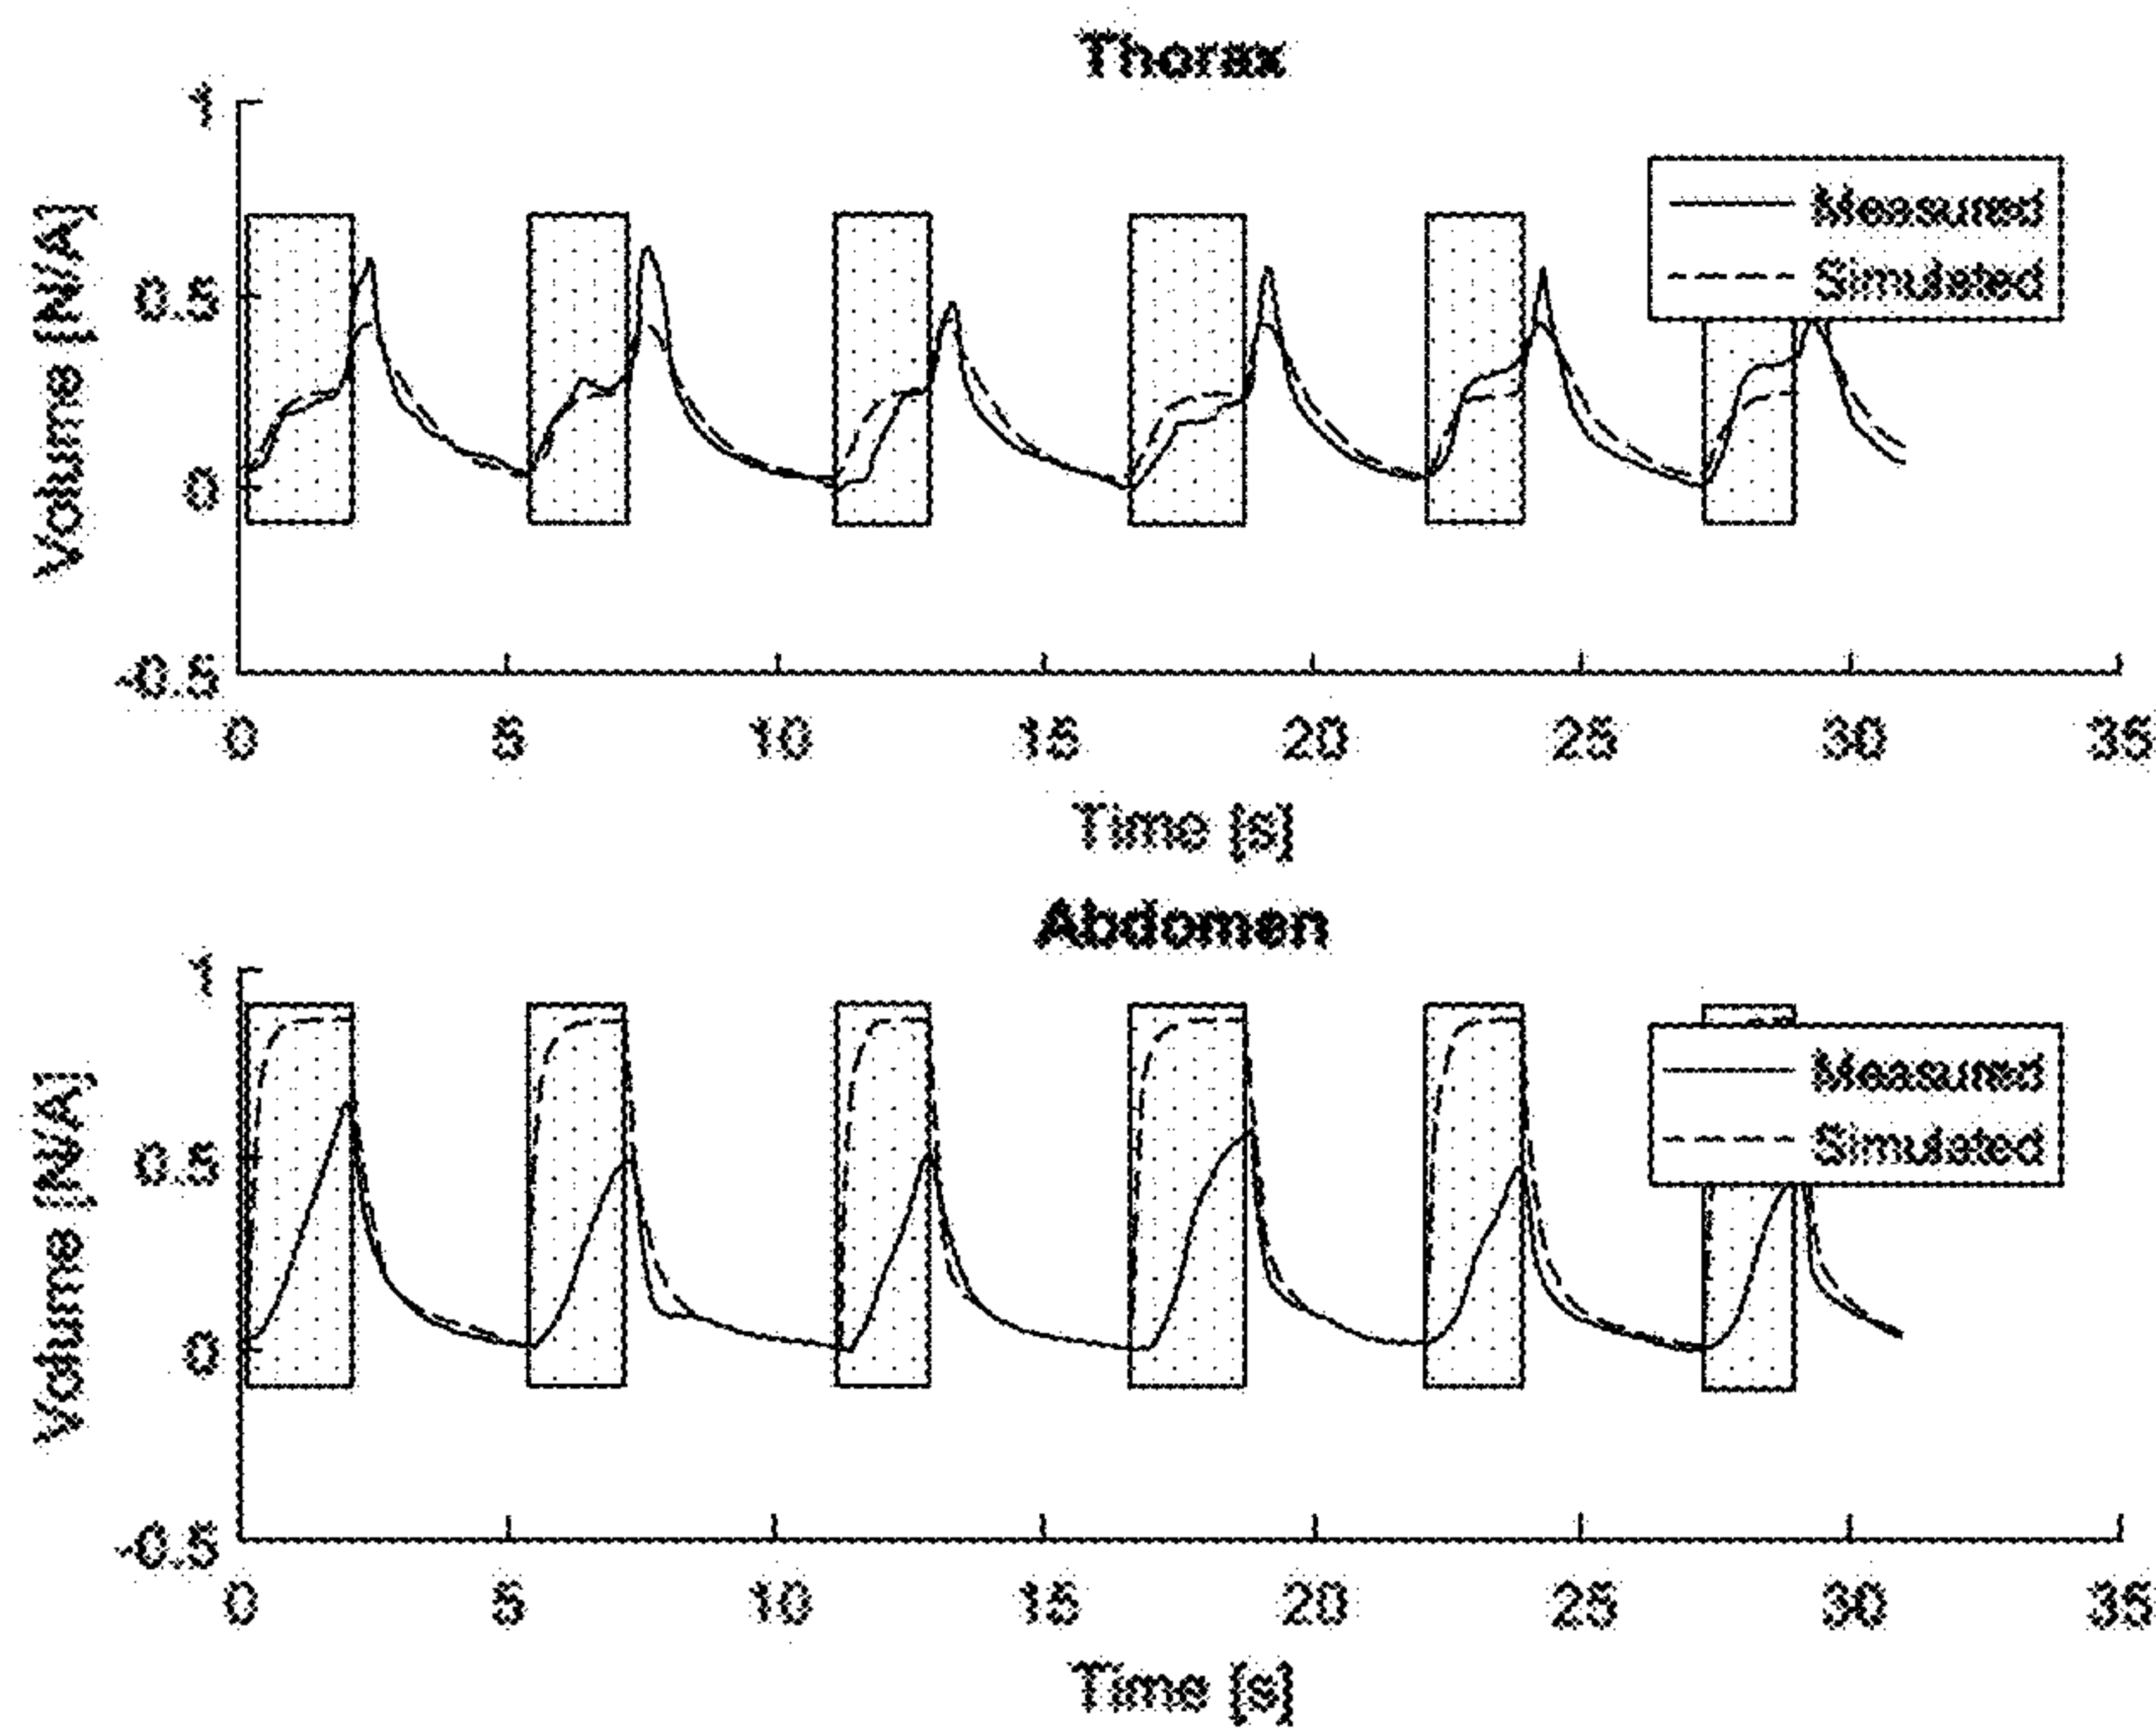 Thorax
Volume [N/A]
1
0.5
0
-0.5
Measured
Simulated
0 5 10 15 20 25 30 35
Time [s]
Abdomen
Volume [N/A]
1
0.5
0
-0.5
Measured
Simulated
0 5 10 15 20 25 30 35
Time [s]